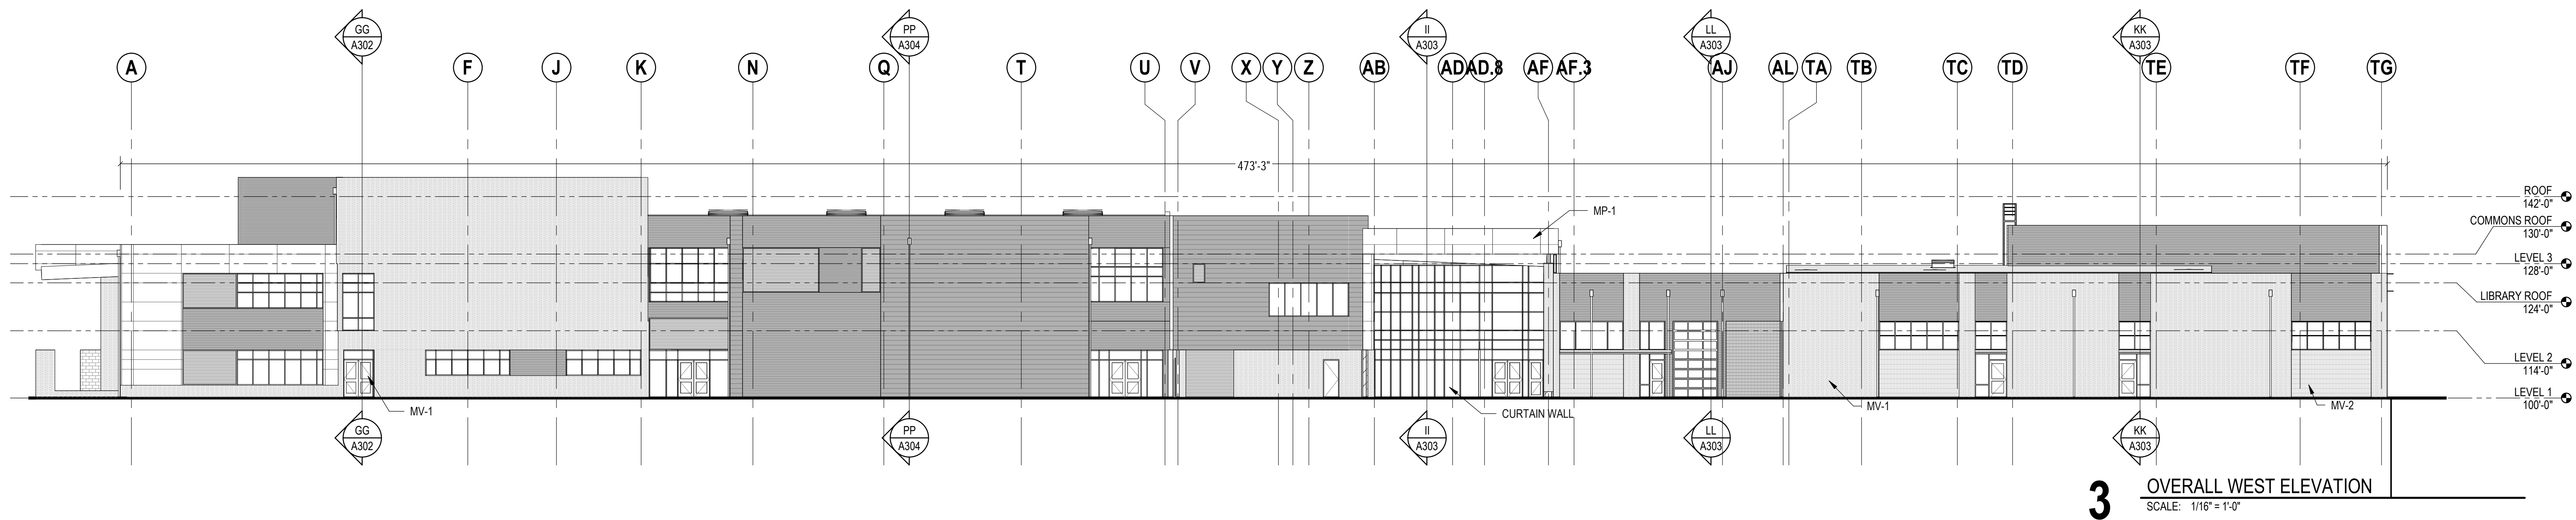 GG
A302
PP
A304
II
A303
LL
A303
KK
A303
A
F
J
K
N
Q
T
U
V
X
Y
Z
AB
AD
AD.8
AF
AF.3
AJ
AL
TA
TB
TC
TD
TE
TF
TG
473'-3"
ROOF
142'-0"
MP-1
COMMONS ROOF
130'-0"
LEVEL 3
128'-0"
LIBRARY ROOF
124'-0"
LEVEL 2
114'-0"
LEVEL 1
100'-0"
MV-1
CURTAIN WALL
MV-1
MV-2
GG
A302
PP
A304
II
A303
LL
A303
KK
A303
3
OVERALL WEST ELEVATION
SCALE: 1/16" = 1'-0"